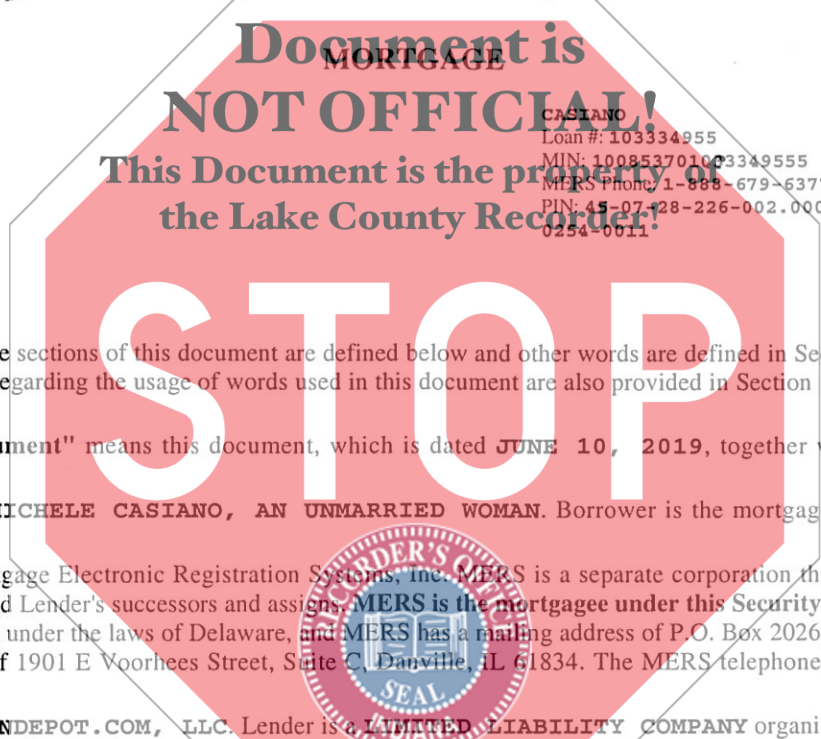 Document is
MORTGAGE
NOT OFFICIAL!
This Document is the property of
the Lake County Recorder!
CASIANO
Loan #: 103334955
MIN: 100853701033349555
MERS Phone: 1-888-679-637
PIN: 45-07-28-226-002.000
0254-0011
STOP
e sections of this document are defined below and other words are defined in Se
egarding the usage of words used in this document are also provided in Section
ument" means this document, which is dated JUNE 10, 2019, together
ICHELE CASIANO, AN UNMARRIED WOMAN. Borrower is the mortgag
gage Electronic Registration Systems, Inc. MERS is a separate corporation th
d Lender's successors and assigns. MERS is the mortgagee under this Security
under the laws of Delaware, and MERS has a mailing address of P.O. Box 2026
f 1901 E Voorhees Street, Suite C, Danville, IL 61834. The MERS telephone
NDEPOT.COM, LLC. Lender is a LIMITED LIABILITY COMPANY organi
RECORDER'S OFFICE
SEAL